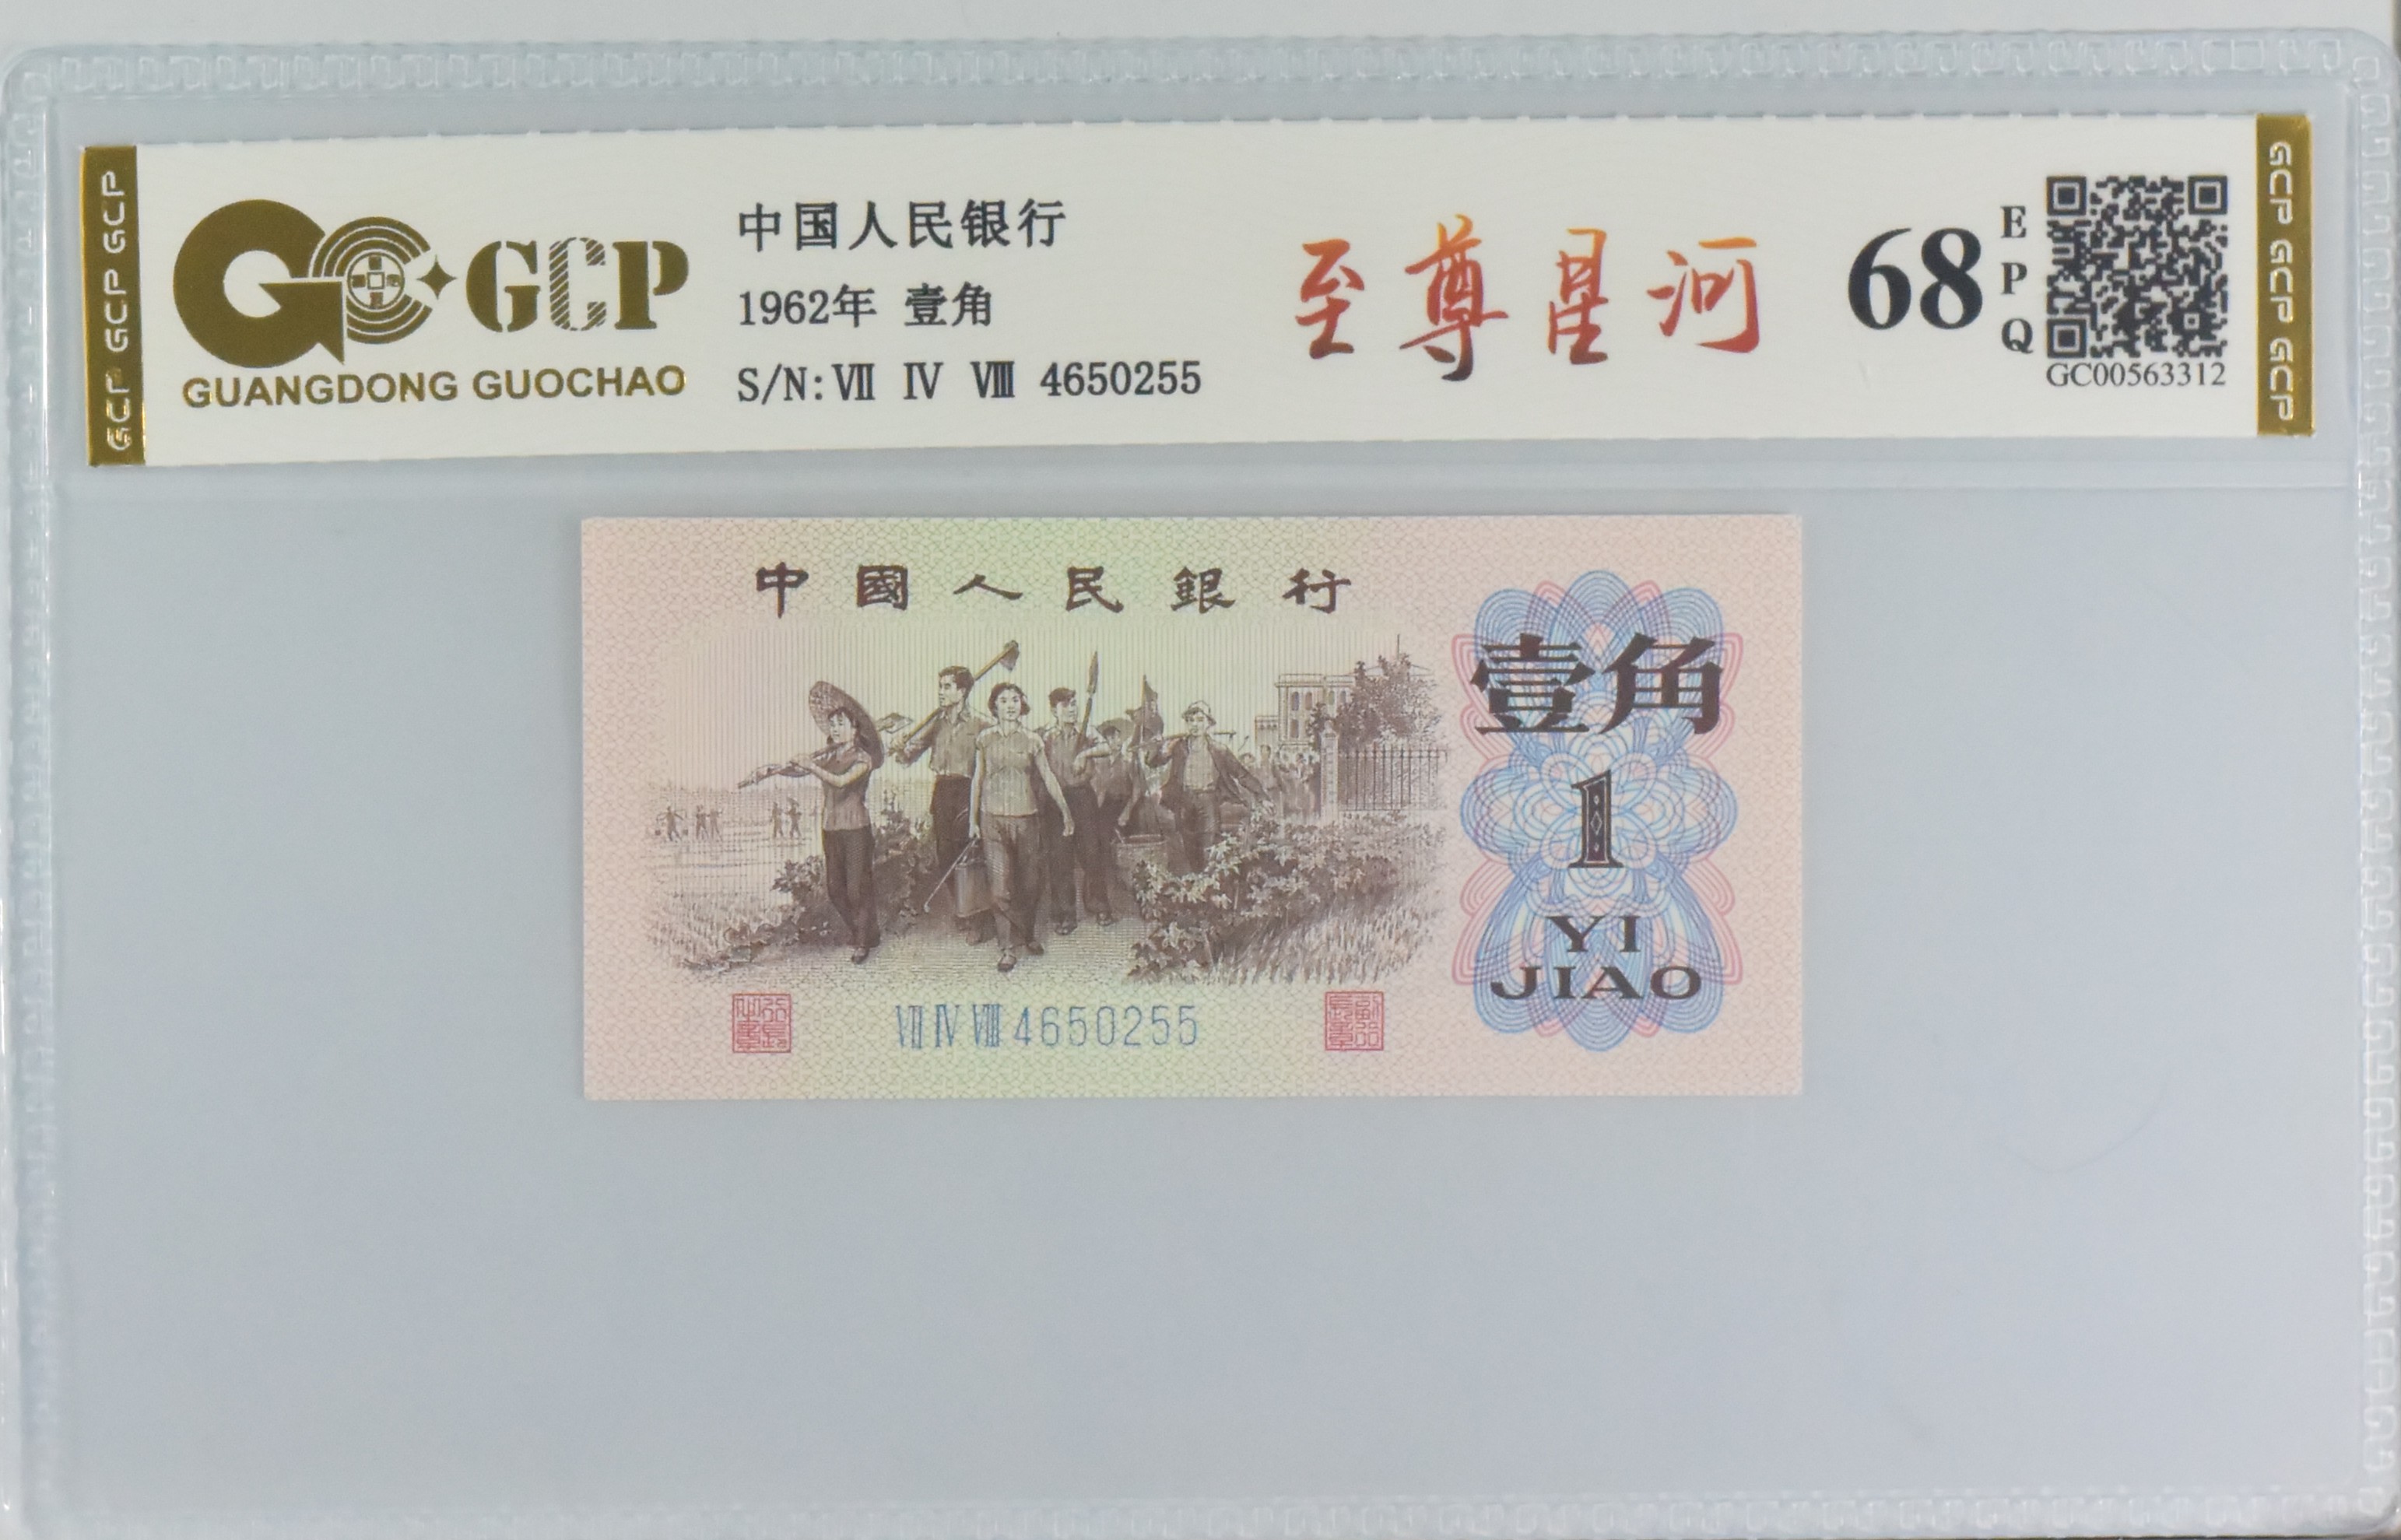 GCP GCP GCP
GCP
GUANGDONG GUOCHAO
中国人民银行
1962年 壹角
S/N:Ⅶ Ⅳ Ⅷ 4650255
至尊星河
68
EPQ
GC00563312
GCP GCP GCP
中國人民銀行
壹角
1
YI
JIAO
Ⅶ Ⅳ Ⅷ 4650255